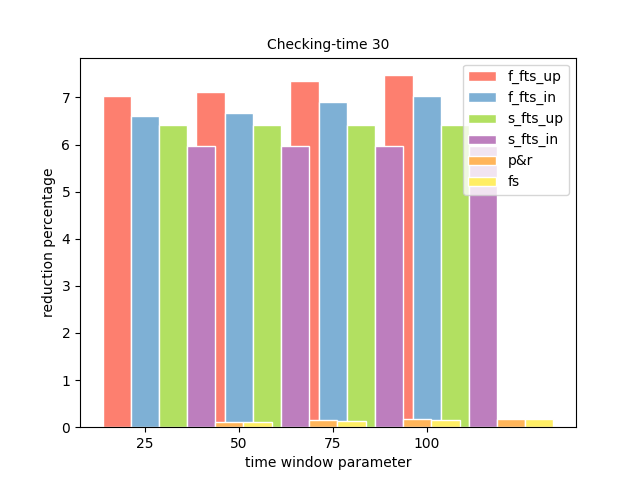 Checking-time 30
f_fts_up
f_fts_in
s_fts_up
s_fts_in
p&r
fs
reduction percentage
7
6
5
4
3
2
1
0
25 50 75 100
time window parameter